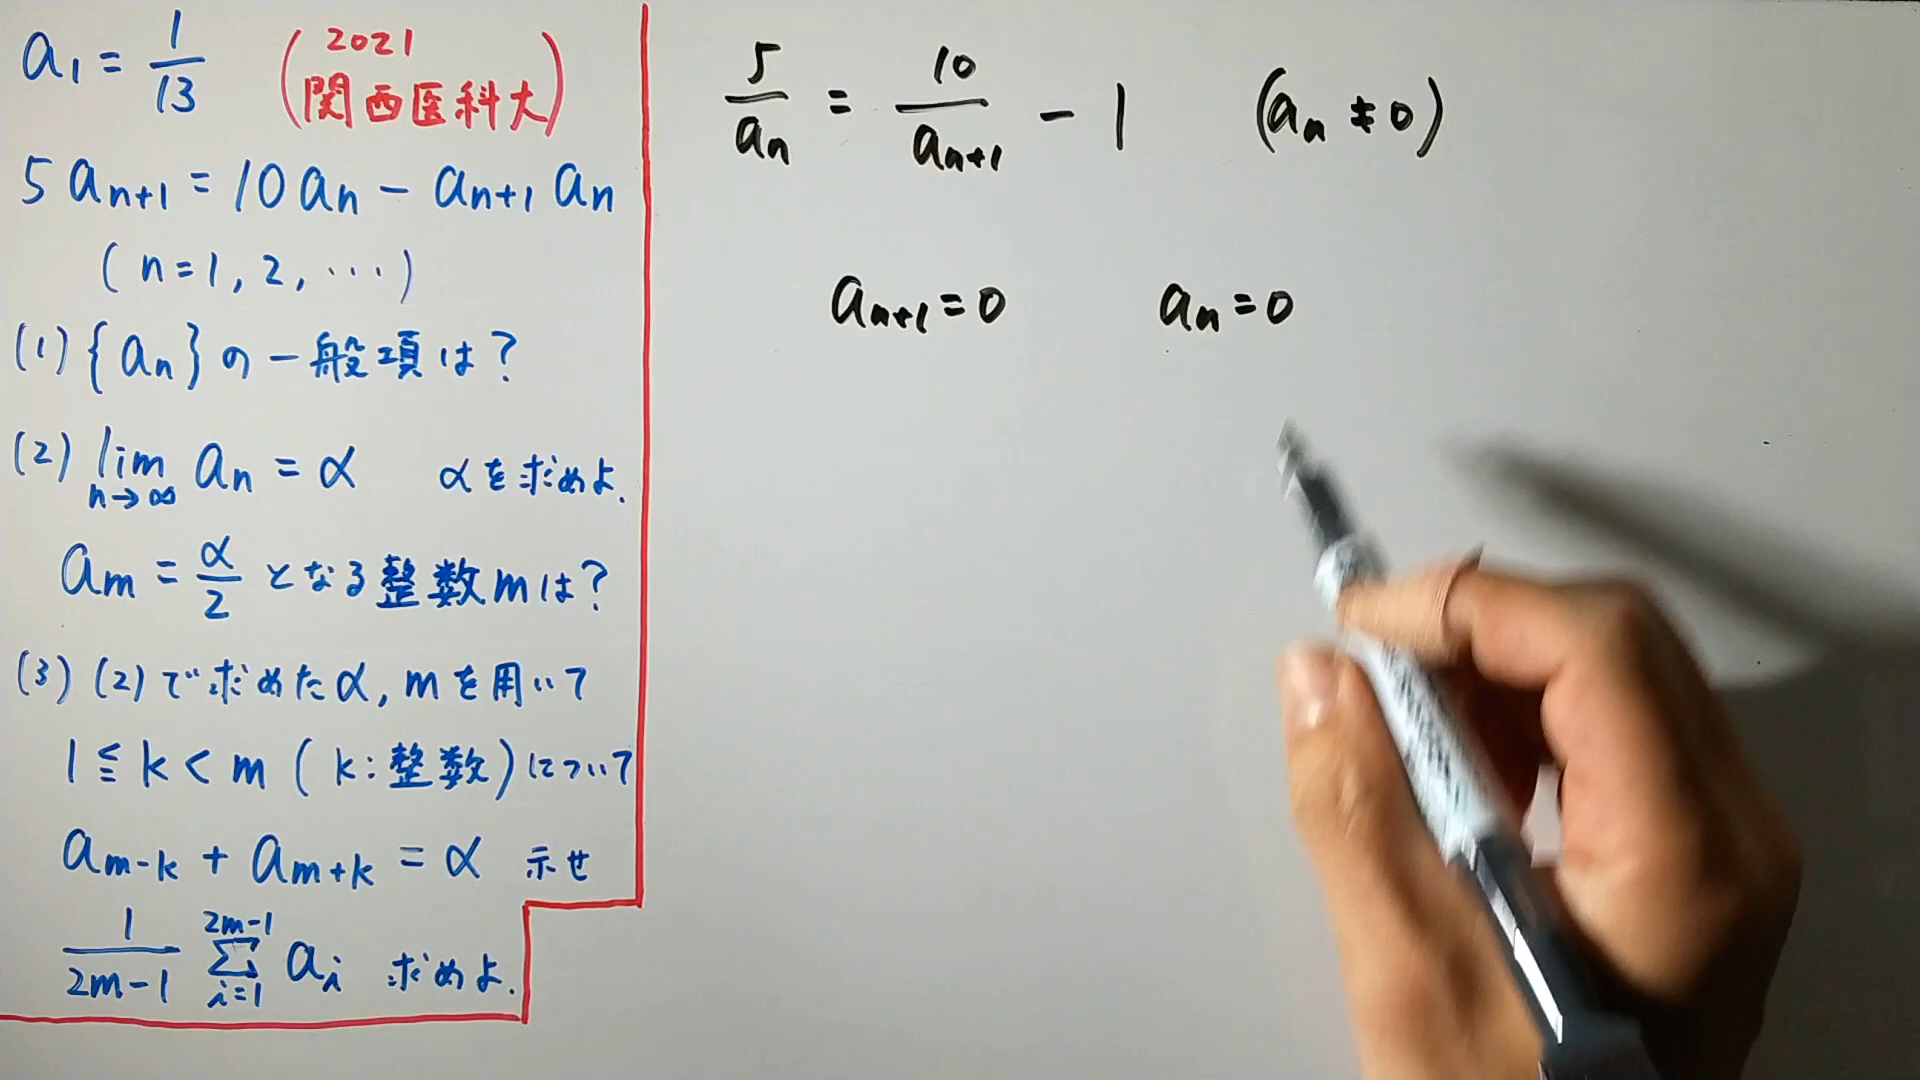 a₁ = 1/13 (2021 関西医科大)
5aₙ₊₁ = 10aₙ − aₙ₊₁aₙ
(n=1, 2, ⋯)
(1) {aₙ}の一般項は?
(2) lim_{n→∞} aₙ = α αを求めよ.
aₘ = α/2 となる整数mは?
(3) (2)で求めたα, mを用いて
1 ≦ k < m (k:整数)について
aₘ₋ₖ + aₘ₊ₖ = α 示せ
1/(2m−1) Σ_{i=1}^{2m−1} aᵢ 求めよ.
5/aₙ = 10/aₙ₊₁ − 1 (aₙ ≠ 0)
aₙ₊₁ = 0 aₙ = 0